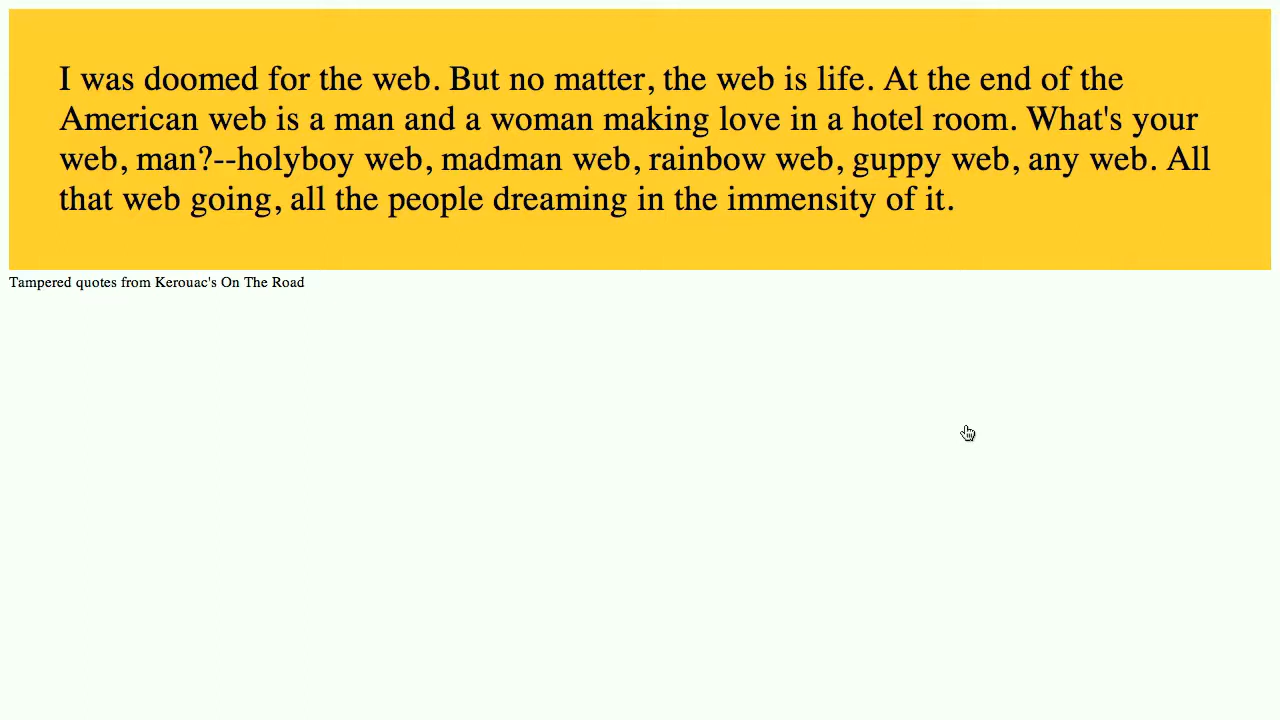 I was doomed for the web. But no matter, the web is life. At the end of the
American web is a man and a woman making love in a hotel room. What's your
web, man?--holyboy web, madman web, rainbow web, guppy web, any web. All
that web going, all the people dreaming in the immensity of it.
Tampered quotes from Kerouac's On The Road